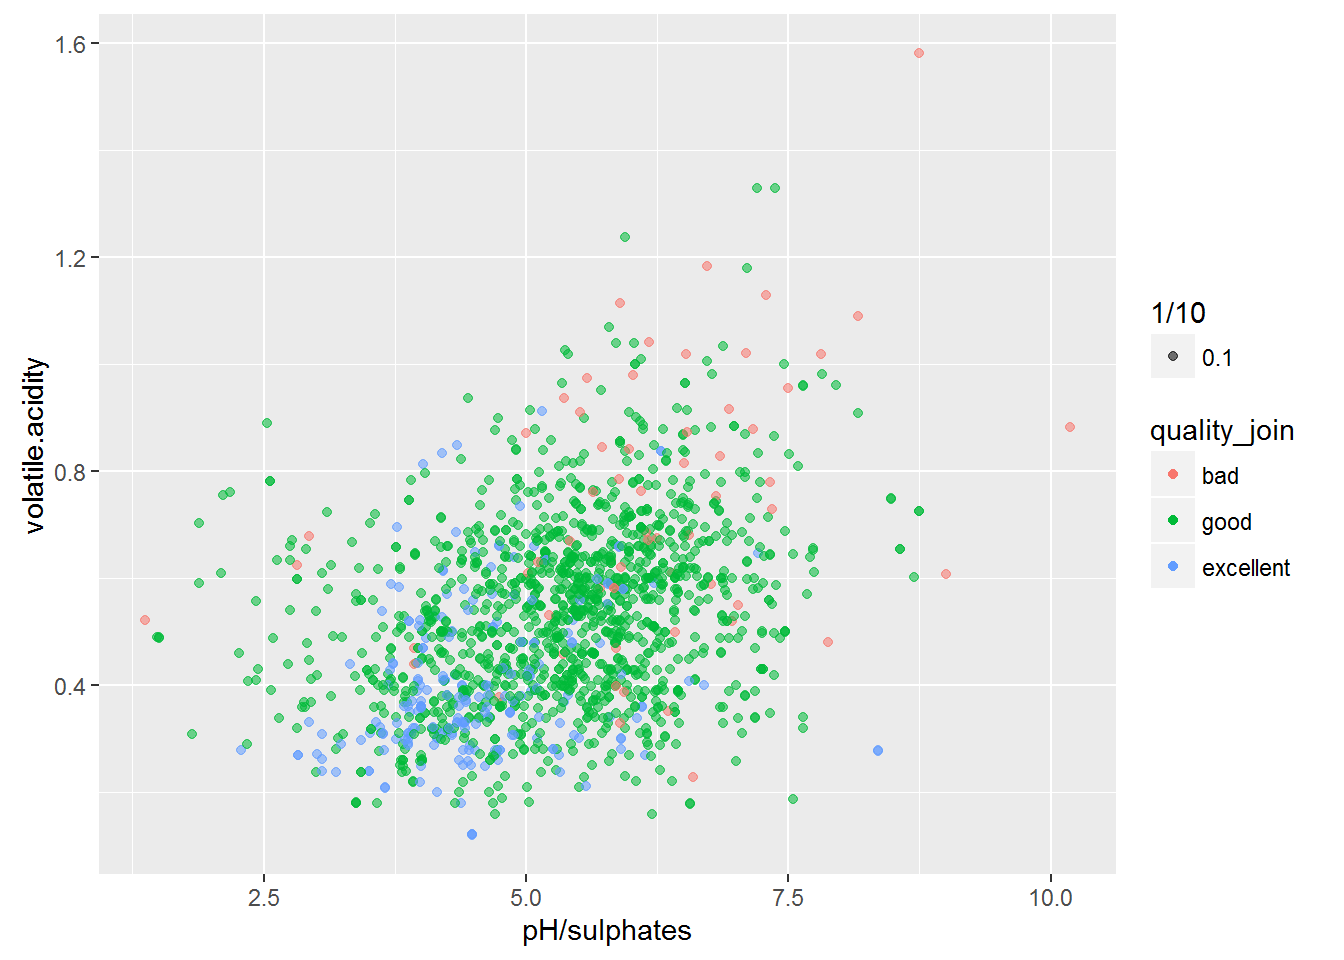 1.6
1.2
0.8
0.4
volatile.acidity
2.5
5.0
7.5
10.0
pH/sulphates
1/10
0.1
quality_join
bad
good
excellent